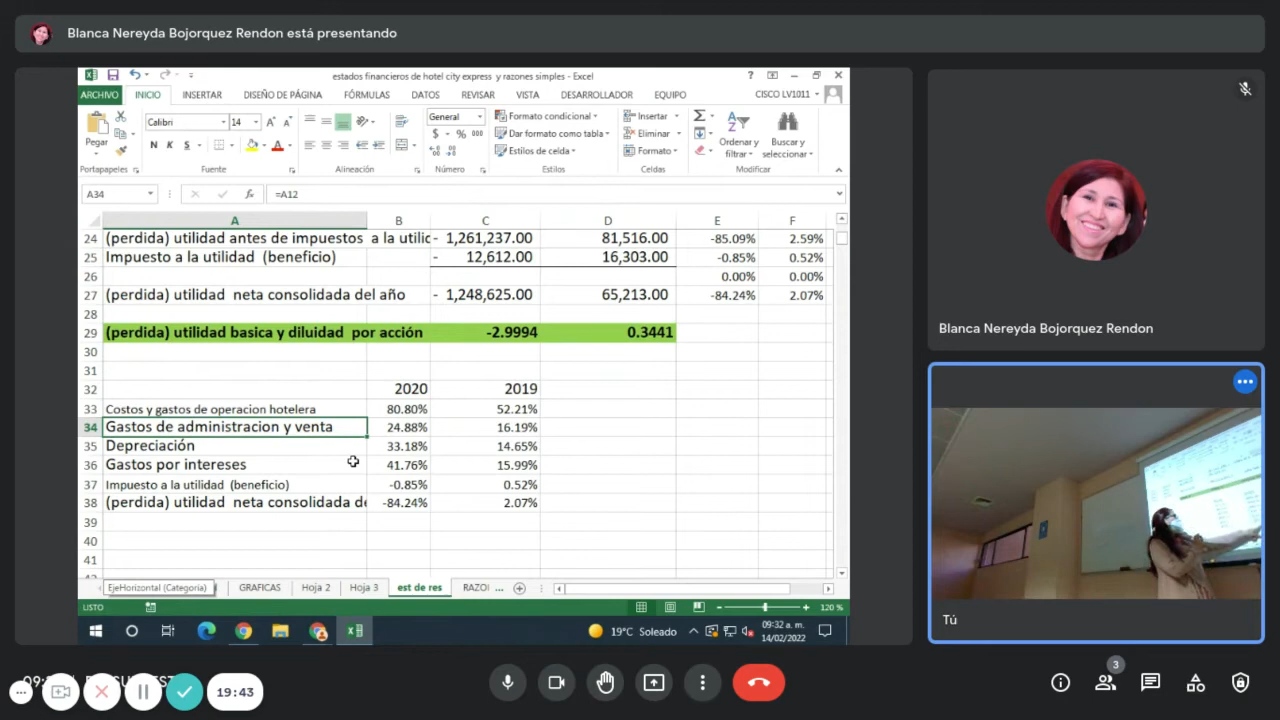 Blanca Nereyda Bojorquez Rendon está presentando
estados financieros de hotel city express y razones simples - Excel
ARCHIVO INICIO INSERTAR DISEÑO DE PÁGINA FÓRMULAS DATOS REVISAR VISTA DESARROLLADOR EQUIPO CISCO LV1011
Pegar
Calibri 14
N K S
General
$ % 000
Formato condicional
Dar formato como tabla
Estilos de celda
Insertar
Eliminar
Formato
Ordenar y filtrar
Buscar y seleccionar
Portapapeles Fuente Alineación Número Estilos Celdas Modificar
A34 fx =A12
A B C D E F
24 (perdida) utilidad antes de impuestos a la utilic - 1,261,237.00 81,516.00 -85.09% 2.59%
25 Impuesto a la utilidad (beneficio) - 12,612.00 16,303.00 -0.85% 0.52%
26 0.00% 0.00%
27 (perdida) utilidad neta consolidada del año - 1,248,625.00 65,213.00 -84.24% 2.07%
28
29 (perdida) utilidad basica y diluidad por acción -2.9994 0.3441
30
31
32 2020 2019
33 Costos y gastos de operacion hotelera 80.80% 52.21%
34 Gastos de administracion y venta 24.88% 16.19%
35 Depreciación 33.18% 14.65%
36 Gastos por intereses 41.76% 15.99%
37 Impuesto a la utilidad (beneficio) -0.85% 0.52%
38 (perdida) utilidad neta consolidada de -84.24% 2.07%
39
40
41
EjeHorizontal (Categoría) GRAFICAS Hoja 2 Hoja 3 est de res RAZOI ...
LISTO 120 %
19°C Soleado 09:32 a. m.
14/02/2022
Blanca Nereyda Bojorquez Rendon
Tú
19:43
3